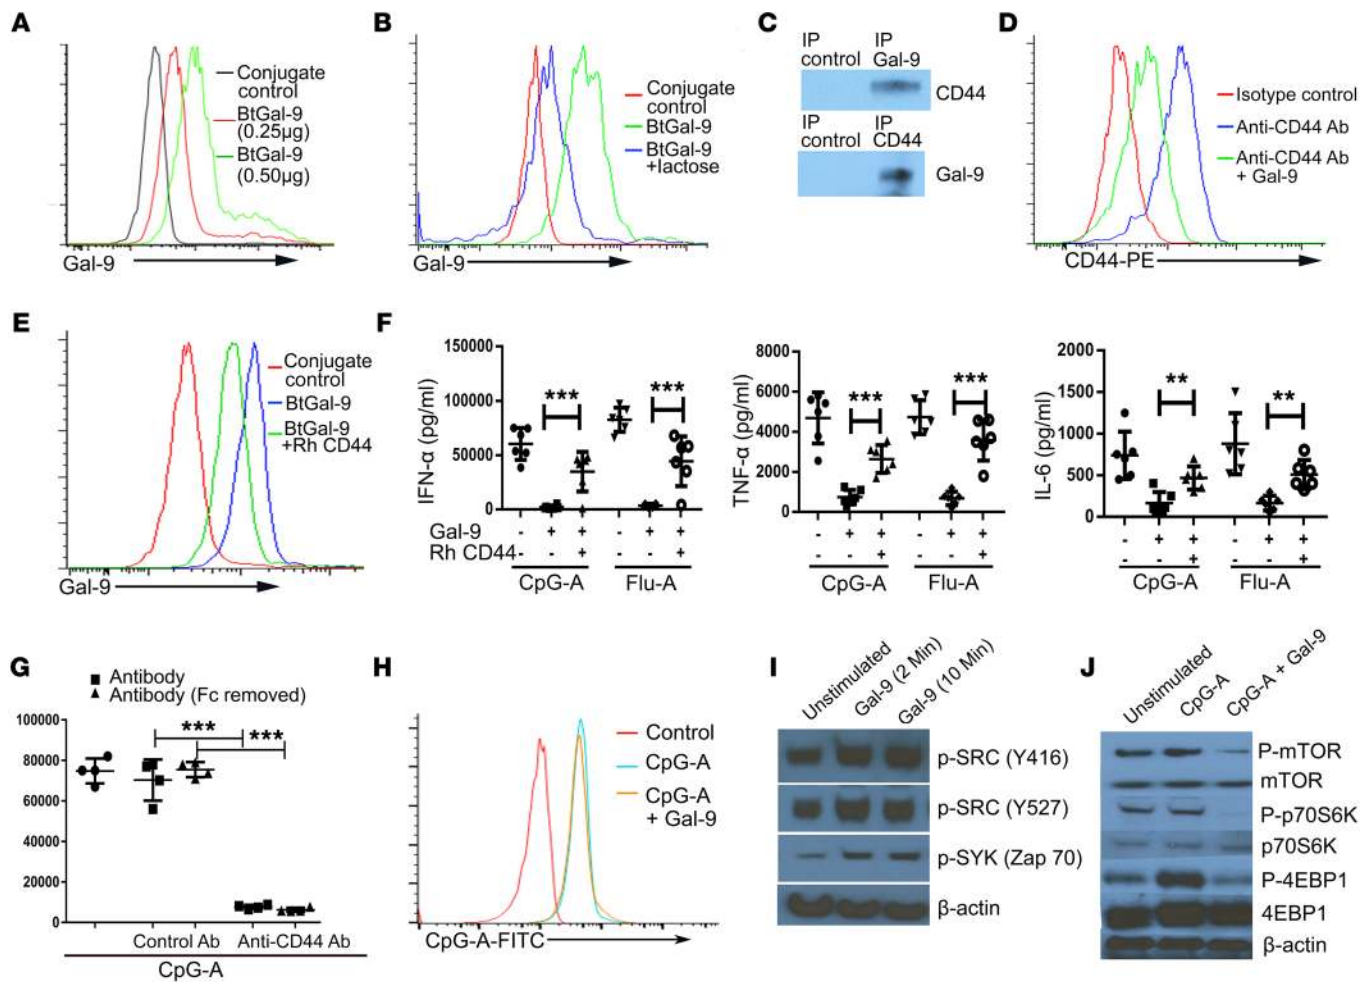 A
Conjugate
control
BtGal-9
(0.25µg)
BtGal-9
(0.50µg)
Gal-9
B
Conjugate
control
BtGal-9
BtGal-9
+lactose
Gal-9
C
IP IP
control Gal-9
CD44
IP IP
control CD44
Gal-9
D
Isotype control
Anti-CD44 Ab
Anti-CD44 Ab
+ Gal-9
CD44-PE
E
Conjugate
control
BtGal-9
BtGal-9
+Rh CD44
Gal-9
F
IFN-α (pg/ml)
150000
100000
50000
0
*** ***
Gal-9 - + + - + +
Rh CD44 - - + - - +
CpG-A Flu-A
TNF-α (pg/ml)
8000
6000
4000
2000
0
*** ***
- + + - + +
- - + - - +
CpG-A Flu-A
IL-6 (pg/ml)
2000
1500
1000
500
0
** **
- + + - + +
- - + - - +
CpG-A Flu-A
G
Antibody
Antibody (Fc removed)
100000
80000
60000
40000
20000
0
*** ***
- Control Ab Anti-CD44 Ab
CpG-A
H
Control
CpG-A
CpG-A
+ Gal-9
CpG-A-FITC
I
Unstimulated
Gal-9 (2 Min)
Gal-9 (10 Min)
p-SRC (Y416)
p-SRC (Y527)
p-SYK (Zap 70)
β-actin
J
Unstimulated
CpG-A
CpG-A + Gal-9
P-mTOR
mTOR
P-p70S6K
p70S6K
P-4EBP1
4EBP1
β-actin